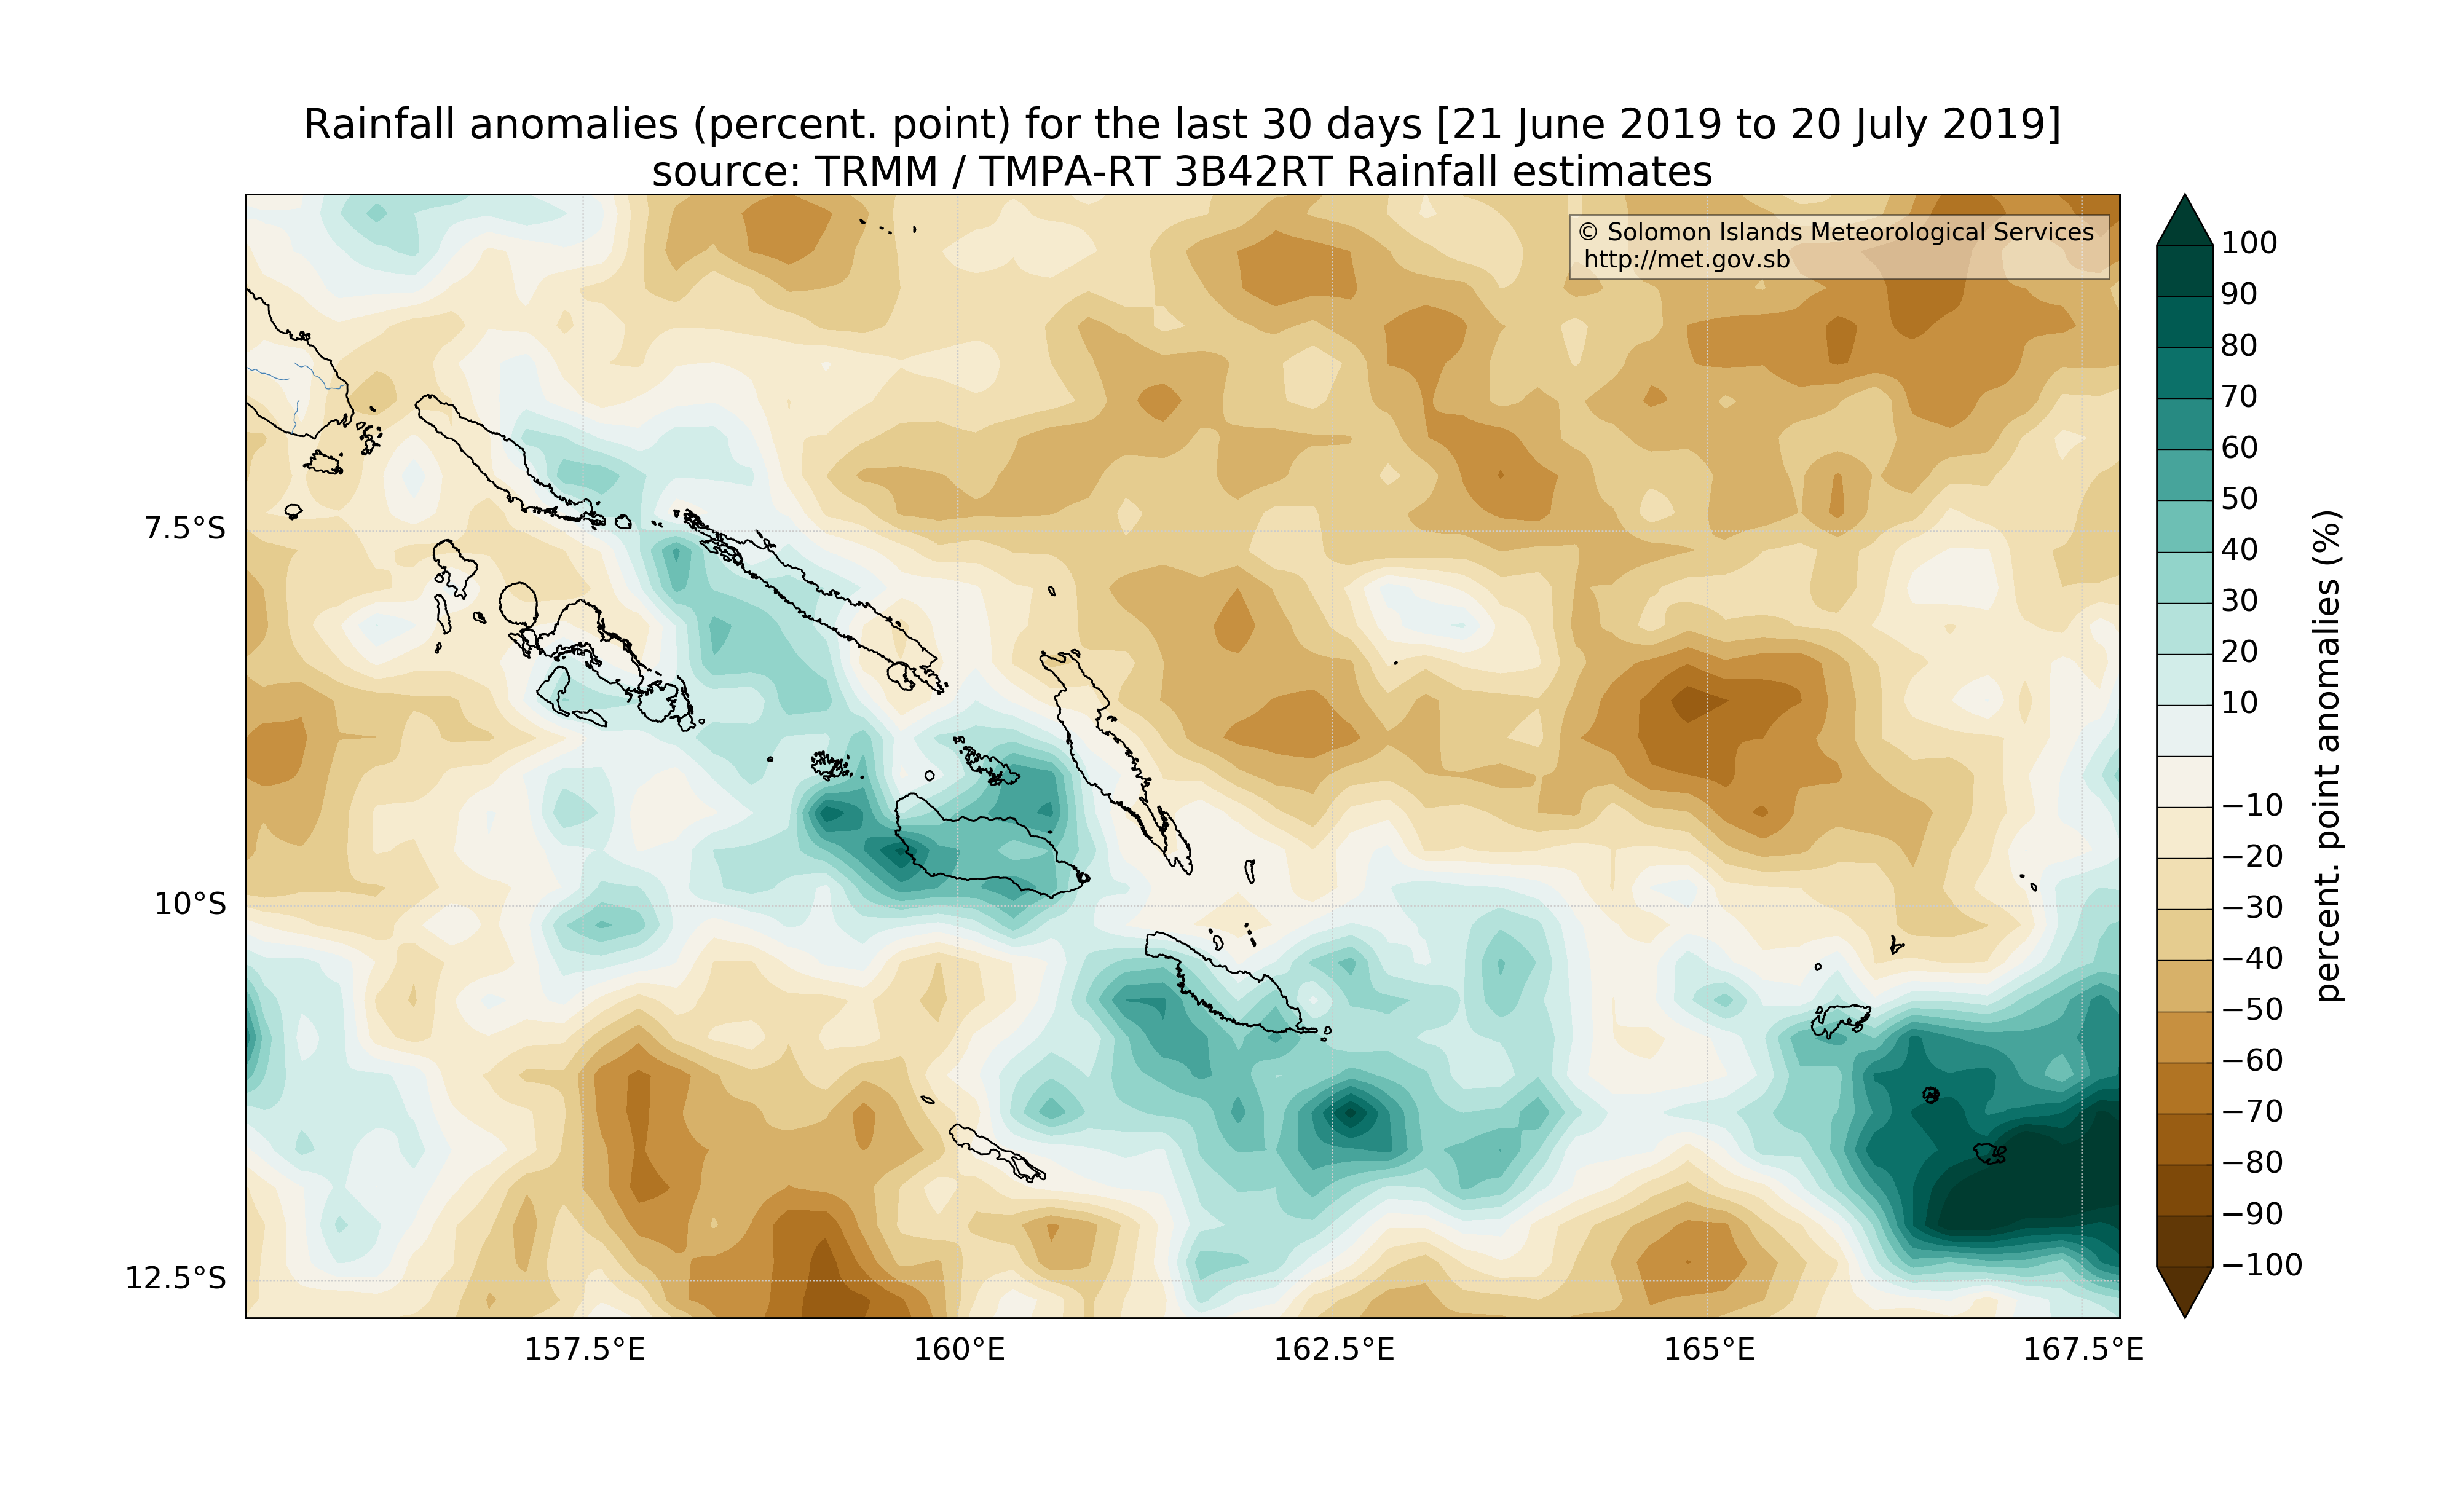 Rainfall anomalies (percent. point) for the last 30 days [21 June 2019 to 20 July 2019]
source: TRMM / TMPA-RT 3B42RT Rainfall estimates
© Solomon Islands Meteorological Services
http://met.gov.sb
7.5°S
10°S
12.5°S
157.5°E
160°E
162.5°E
165°E
167.5°E
100
90
80
70
60
50
40
30
20
10
−10
−20
−30
−40
−50
−60
−70
−80
−90
−100
percent. point anomalies (%)